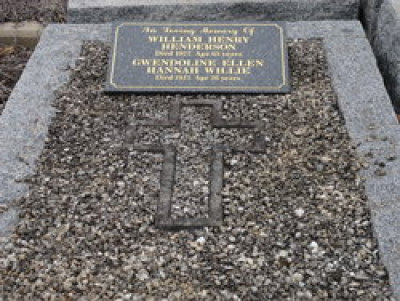 In Loving Memory Of
WILLIAM HENRY
HENDERSON
Died Age years
GWENDOLINE ELLEN
HANNAH WILLIE
Died Age years